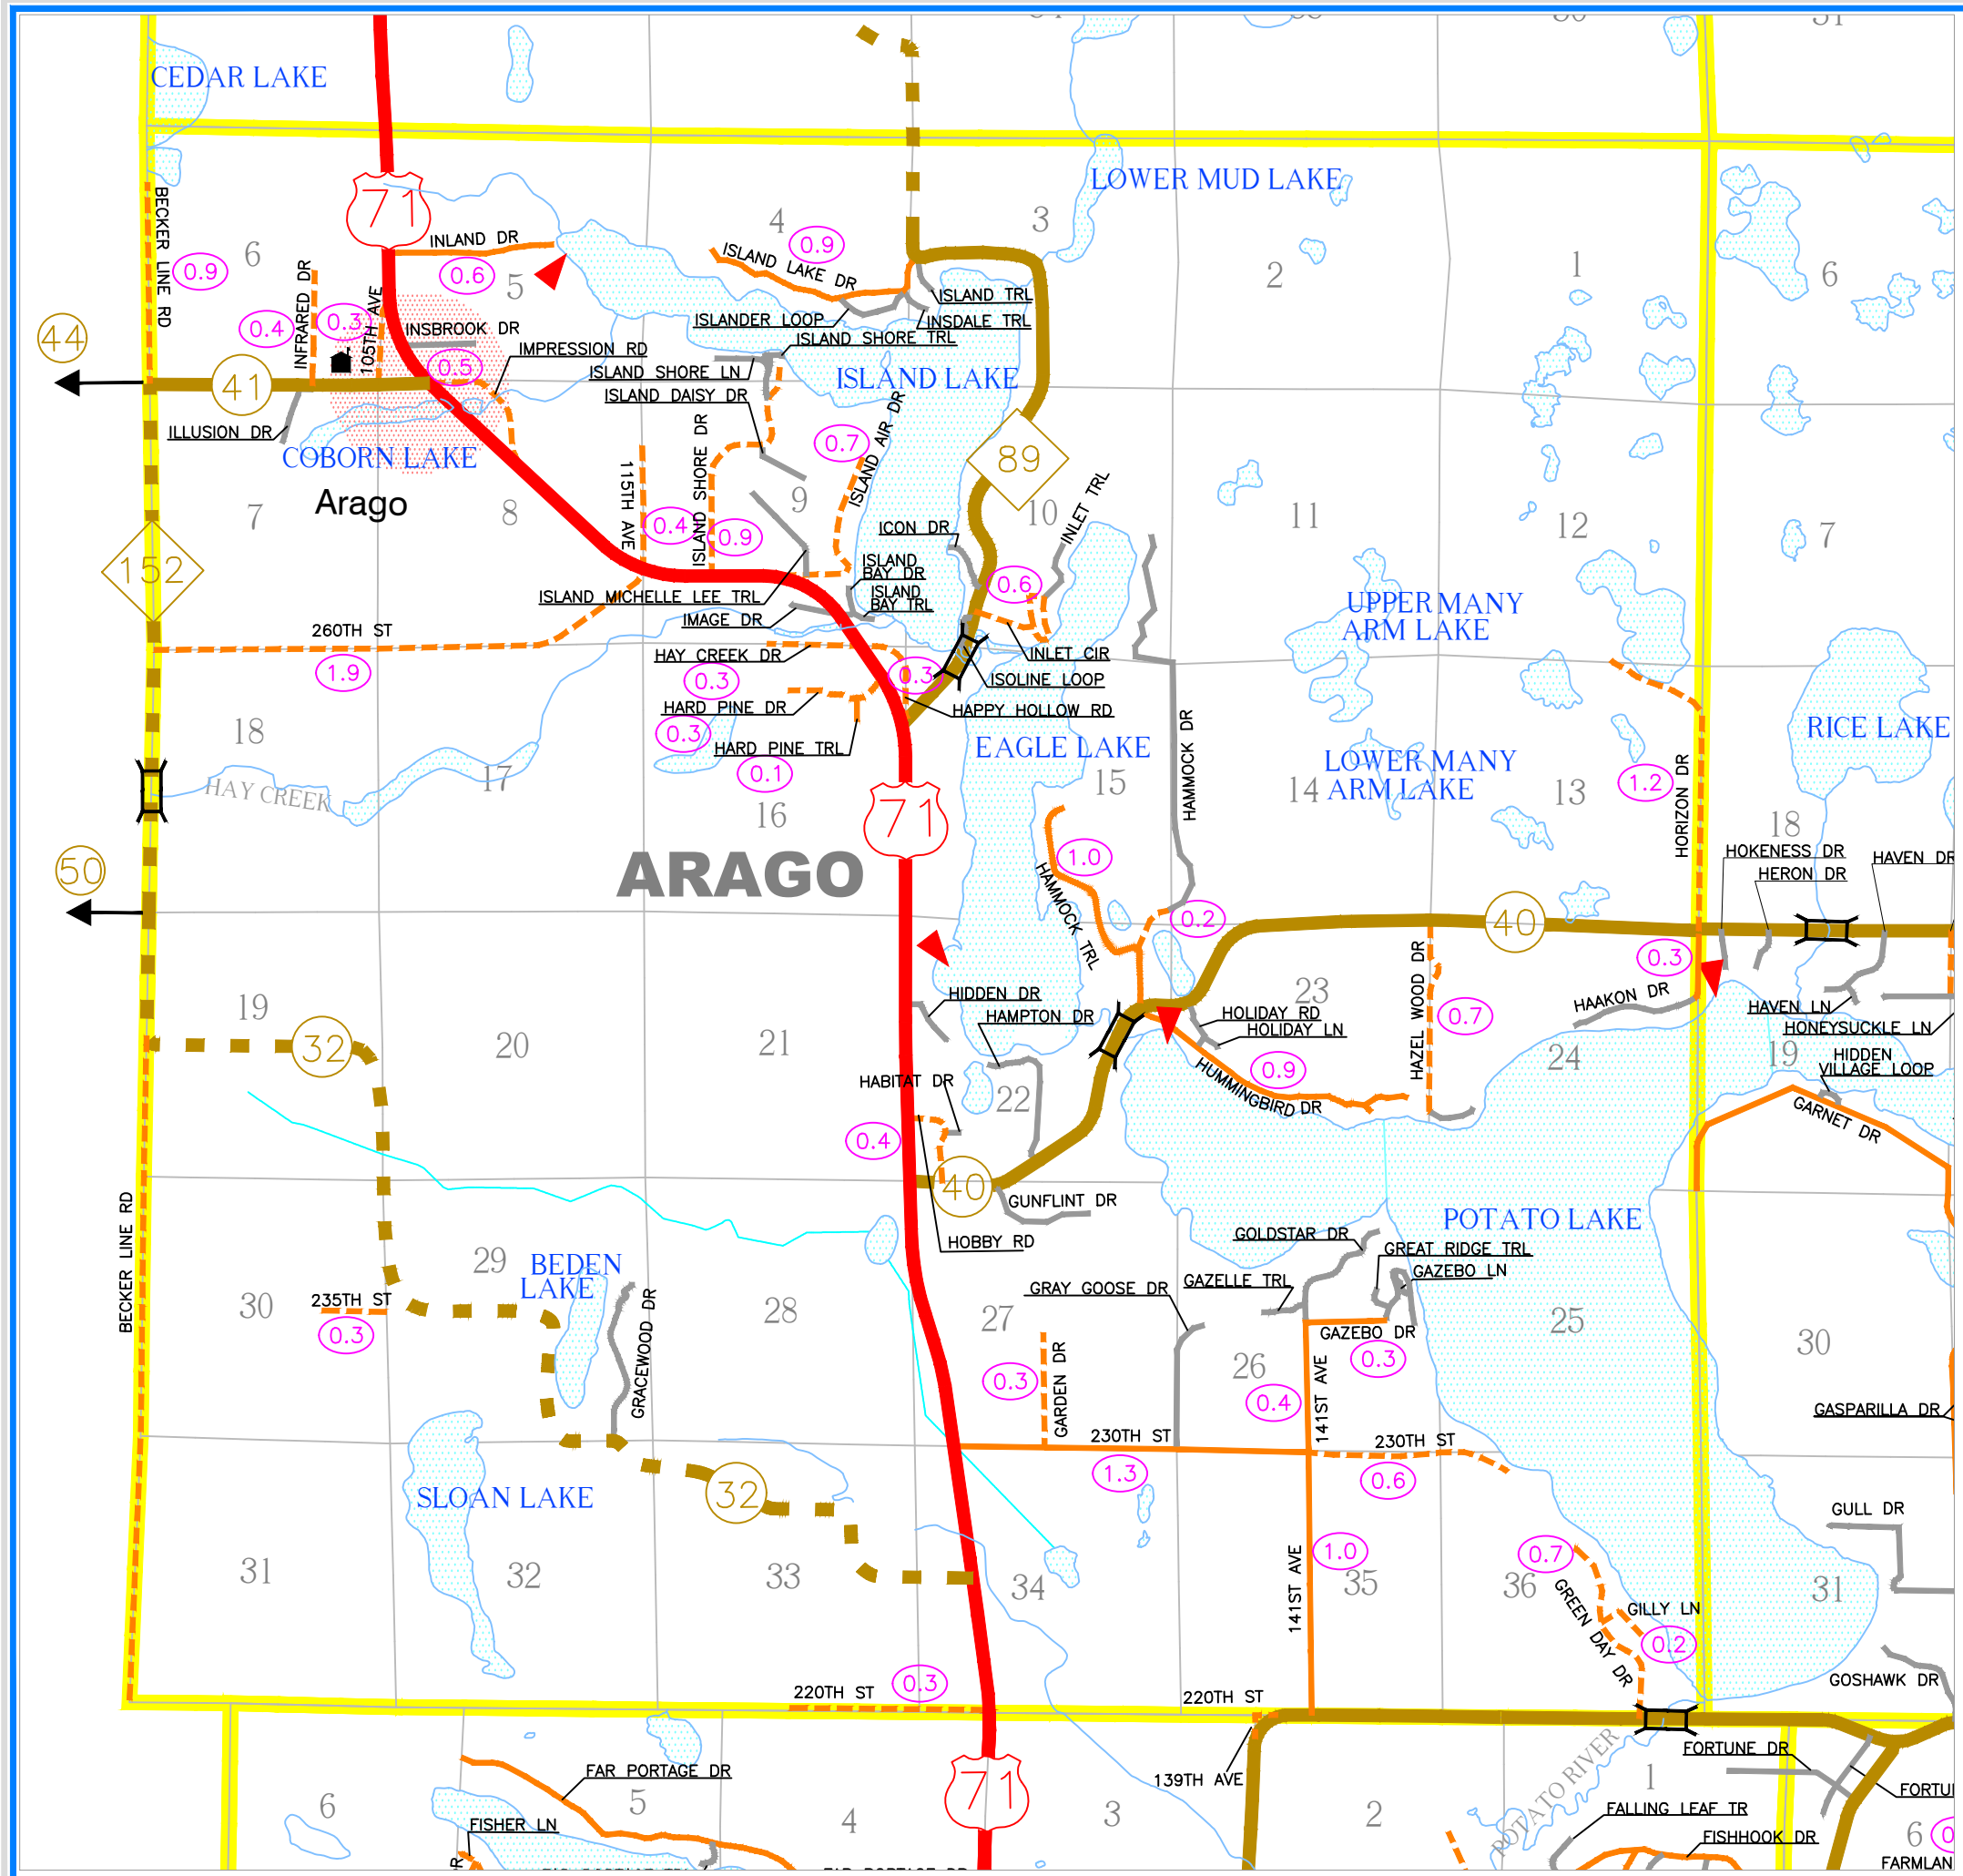 CEDAR LAKE
LOWER MUD LAKE
71
BECKER LINE RD
6
0.9
INLAND DR
0.6
5
4
0.9
ISLAND LAKE DR
3
2
1
6
INFRARED DR
0.4
0.3
105TH AVE
INSBROOK DR
ISLANDER LOOP
ISLAND TRL
INSDALE TRL
ISLAND SHORE TRL
44
41
0.5
IMPRESSION RD
ISLAND SHORE LN
ISLAND LAKE
ISLAND DAISY DR
ILLUSION DR
COBORN LAKE
Arago
7
8
115TH AVE
0.4
ISLAND SHORE DR
0.9
9
0.7
ISLAND AIR DR
89
10
INLET TRL
ICON DR
11
12
7
152
ISLAND
BAY DR
ISLAND
BAY TRL
0.6
ISLAND MICHELLE LEE TRL
IMAGE DR
UPPER MANY
ARM LAKE
260TH ST
1.9
HAY CREEK DR
0.3
0.3
INLET CIR
ISOLINE LOOP
HARD PINE DR
0.3
HAPPY HOLLOW RD
HARD PINE TRL
0.1
EAGLE LAKE
HAMMOCK DR
LOWER MANY
ARM LAKE
RICE LAKE
18
HAY CREEK
17
16
15
14
13
1.2
HORIZON DR
18
71
50
ARAGO
1.0
HAMMOCK TRL
HOKENESS DR
HERON DR
HAVEN DR
0.2
40
0.3
HAAKON DR
HAVEN LN
HONEYSUCKLE LN
19
32
20
21
HIDDEN DR
HAMPTON DR
HOLIDAY RD
HOLIDAY LN
23
HAZEL WOOD DR
0.7
24
19
HIDDEN
VILLAGE LOOP
HABITAT DR
22
0.9
HUMMINGBIRD DR
GARNET DR
0.4
40
GUNFLINT DR
HOBBY RD
BECKER LINE RD
29
BEDEN
LAKE
30
235TH ST
0.3
GRACEWOOD DR
28
27
GRAY GOOSE DR
GAZELLE TRL
GOLDSTAR DR
GREAT RIDGE TRL
GAZEBO LN
POTATO LAKE
GAZEBO DR
0.3
25
30
0.3
GARDEN DR
26
0.4
141ST AVE
GASPARILLA DR
230TH ST
1.3
230TH ST
0.6
SLOAN LAKE
32
GULL DR
31
32
33
34
141ST AVE
1.0
35
0.7
36
GREEN DAY DR
GILLY LN
0.2
31
GOSHAWK DR
220TH ST
0.3
220TH ST
139TH AVE
POTATO RIVER
FORTUNE DR
FAR PORTAGE DR
6
5
4
71
3
2
1
FALLING LEAF TR
FISHHOOK DR
FISHER LN
6